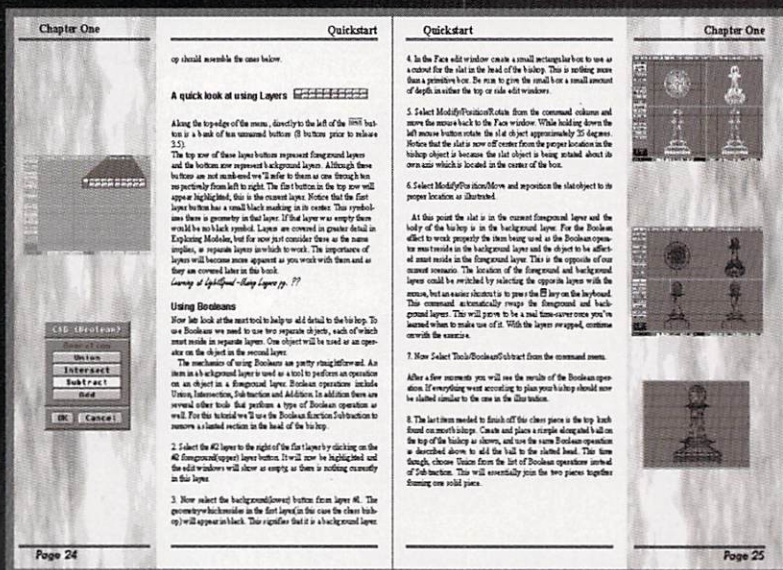 Chapter One
Quickstart
op should resemble the ones below.
A quick look at using Layers
Along the top edge of the menu, directly to the left of the
but-
ton is a bank of ten unnamed buttons (8 buttons prior to release
3.5).
The top row of these layer buttons represent foreground layers
and the bottom row represent background layers. Although these
buttons are not numbered we'll refer to them as one through ten
respectively from left to right. The first button in the top row will
appear highlighted, this is the current layer. Notice that the first
layer button has a small black marking in its center. This symbol-
izes there is geometry in that layer. If that layer was empty there
would be no black symbol. Layers are covered in greater detail in
Exploring Modeler, but for now just consider these as the name
implies, as separate layers in which to work. The importance of
layers will become more apparent as you work with them and as
they are covered later in this book.
Learning at LightSpeed -Using Layers pg. ??
Using Booleans
Now lets look at the next tool to help us add detail to the bishop. To
use Booleans we need to use two separate objects, each of which
must reside in separate layers. One object will be used as an oper-
ator on the object in the second layer.
The mechanics of using Booleans are pretty straightforward. An
item in a background layer is used as a tool to perform an operation
on an object in a foreground layer. Boolean operations include
Union, Intersection, Subtraction and Addition. In addition there are
several other tools that perform a type of Boolean operation as
well. For this tutorial we'll use the Boolean function Subtraction to
remove a slanted section in the head of the bishop.
2. Select the #2 layer to the right of the first layer by clicking on the
#2 foreground(upper) layer button. It will now be highlighted and
the edit windows will show as empty, as there is nothing currently
in this layer.
3. Now select the background(lower) button from layer #1. The
geometry which resides in the first layer(in this case the chess bish-
op) will appear in black. This signifies that it is a background layer.
CSG (Boolean)
Operation
Union
Intersect
Subtract
Add
OK
Cancel
Page 24
Quickstart
Chapter One
4. In the Face edit window create a small rectangular box to use as
a cutout for the slat in the head of the bishop. This is nothing more
than a primitive box. Be sure to give the small box a small amount
of depth in either the top or side edit windows.
5. Select Modify/Position/Rotate from the command column and
move the mouse back to the Face window. While holding down the
left mouse button rotate the slat object approximately 35 degrees.
Notice that the slat is now off center from the proper location in the
bishop object is because the slat object is being rotated about its
own axis which is located in the center of the box.
6. Select Modify/Position/Move and reposition the slat object to its
proper location as illustrated.
At this point the slat is in the current foreground layer and the
body of the bishop is in the background layer. For the Boolean
effect to work properly the item being used as the Boolean opera-
tor must reside in the background layer and the object to be affect-
ed must reside in the foreground layer. This is the opposite of our
current scenario. The location of the foreground and background
layers could be switched by selecting the opposite layers with the
mouse, but an easier shortcut is to press the
key on the keyboard.
This command automatically swaps the foreground and back-
ground layers. This will prove to be a real time-saver once you've
learned when to make use of it. With the layers swapped, continue
on with the exercise.
7. Now Select Tools/Boolean/Subtract from the command menu.
After a few moments you will see the results of the Boolean oper-
ation. If everything went according to plan your bishop should now
be slatted similar to the one in the illustration.
8. The last item needed to finish off this chess piece is the top knob
found on most bishops. Create and place a simple elongated ball on
the top of the bishop as shown, and use the same Boolean operation
as described above to add the ball to the slatted head. This time
though, choose Union from the list of Boolean operations instead
of Subtraction. This will essentially join the two pieces together
forming one solid piece.
Page 25